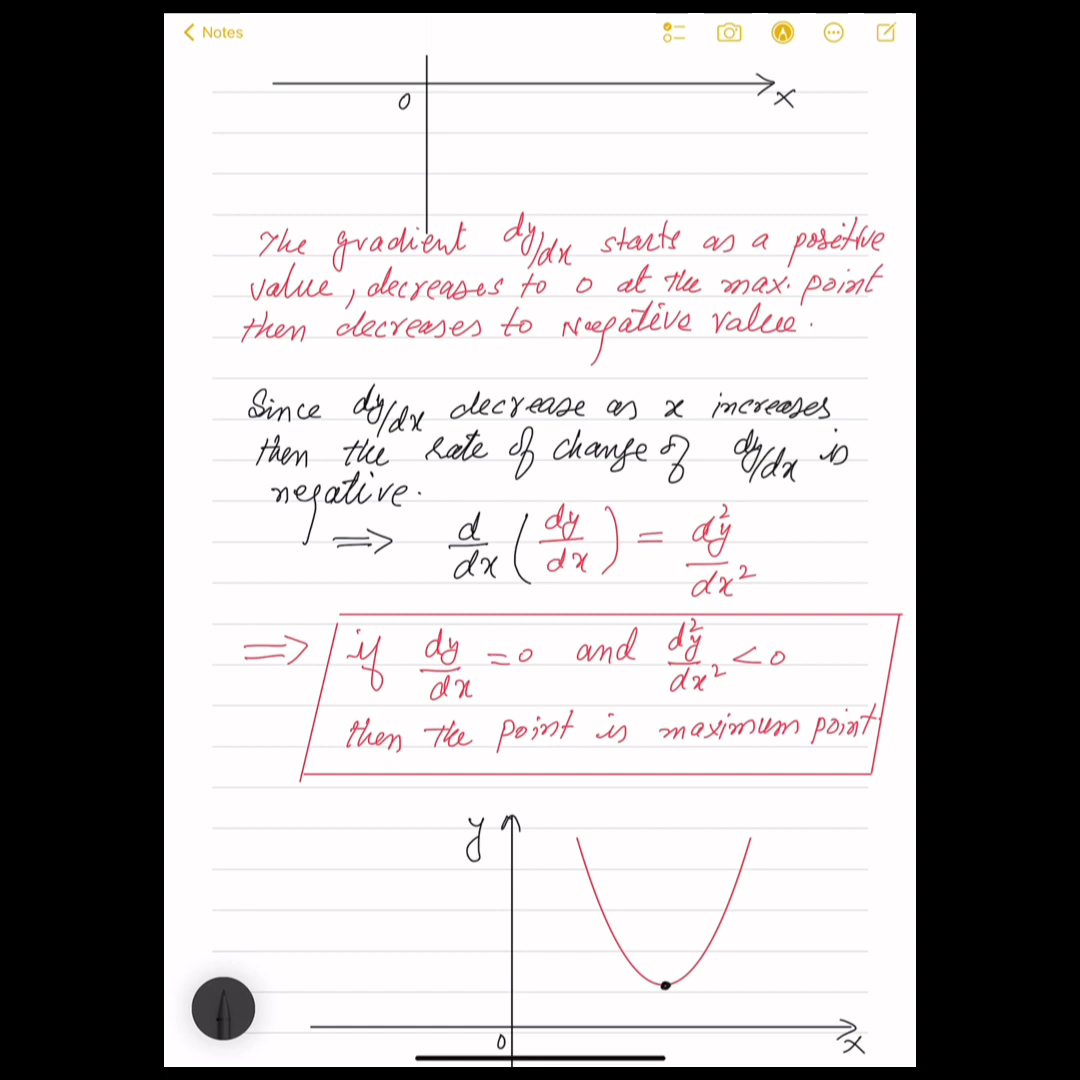 Notes
0
x
The gradient dy/dx starts as a positive
value, decreases to 0 at the max. point
then decreases to Neepative value.
Since dy/dx decrease as x increases
then the rate of change of dy/dx is
negative.
⟹ d/dx (dy/dx) = d²y/dx²
⟹ if dy/dx = 0 and d²y/dx² < 0
then the point is maximum point
y
0
x